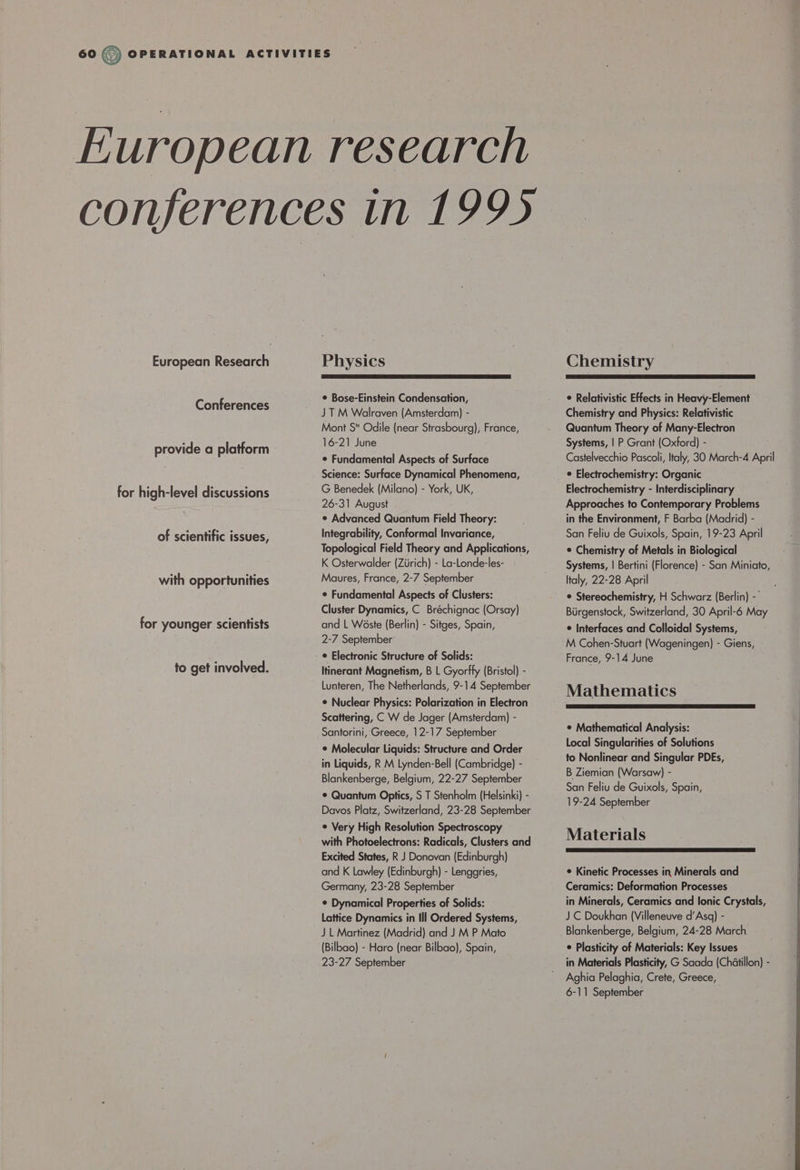 60 OPERATIONAL ACTIVITIES
European research
conferences in 1995
European Research
Conferences
provide a platform
for high-level discussions
of scientific issues,
with opportunities
for younger scientists
to get involved.
Physics
• Bose-Einstein Condensation,
J T M Walraven (Amsterdam) -
Mont Sᵗᵉ Odile (near Strasbourg), France,
16-21 June
• Fundamental Aspects of Surface
Science: Surface Dynamical Phenomena,
G Benedek (Milano) - York, UK,
26-31 August
• Advanced Quantum Field Theory:
Integrability, Conformal Invariance,
Topological Field Theory and Applications,
K Osterwalder (Zürich) - La-Londe-les-
Maures, France, 2-7 September
• Fundamental Aspects of Clusters:
Cluster Dynamics, C Bréchignac (Orsay)
and L Wöste (Berlin) - Sitges, Spain,
2-7 September
• Electronic Structure of Solids:
Itinerant Magnetism, B L Gyorffy (Bristol) -
Lunteren, The Netherlands, 9-14 September
• Nuclear Physics: Polarization in Electron
Scattering, C W de Jager (Amsterdam) -
Santorini, Greece, 12-17 September
• Molecular Liquids: Structure and Order
in Liquids, R M Lynden-Bell (Cambridge) -
Blankenberge, Belgium, 22-27 September
• Quantum Optics, S T Stenholm (Helsinki) -
Davos Platz, Switzerland, 23-28 September
• Very High Resolution Spectroscopy
with Photoelectrons: Radicals, Clusters and
Excited States, R J Donovan (Edinburgh)
and K Lawley (Edinburgh) - Lenggries,
Germany, 23-28 September
• Dynamical Properties of Solids:
Lattice Dynamics in Ill Ordered Systems,
J L Martinez (Madrid) and J M P Mato
(Bilbao) - Haro (near Bilbao), Spain,
23-27 September
Chemistry
• Relativistic Effects in Heavy-Element
Chemistry and Physics: Relativistic
Quantum Theory of Many-Electron
Systems, I P Grant (Oxford) -
Castelvecchio Pascoli, Italy, 30 March-4 April
• Electrochemistry: Organic
Electrochemistry - Interdisciplinary
Approaches to Contemporary Problems
in the Environment, F Barba (Madrid) -
San Feliu de Guixols, Spain, 19-23 April
• Chemistry of Metals in Biological
Systems, I Bertini (Florence) - San Miniato,
Italy, 22-28 April
• Stereochemistry, H Schwarz (Berlin) -
Bürgenstock, Switzerland, 30 April-6 May
• Interfaces and Colloidal Systems,
M Cohen-Stuart (Wageningen) - Giens,
France, 9-14 June
Mathematics
• Mathematical Analysis:
Local Singularities of Solutions
to Nonlinear and Singular PDEs,
B Ziemian (Warsaw) -
San Feliu de Guixols, Spain,
19-24 September
Materials
• Kinetic Processes in Minerals and
Ceramics: Deformation Processes
in Minerals, Ceramics and Ionic Crystals,
J C Doukhan (Villeneuve d'Asq) -
Blankenberge, Belgium, 24-28 March
• Plasticity of Materials: Key Issues
in Materials Plasticity, G Saada (Châtillon) -
Aghia Pelaghia, Crete, Greece,
6-11 September